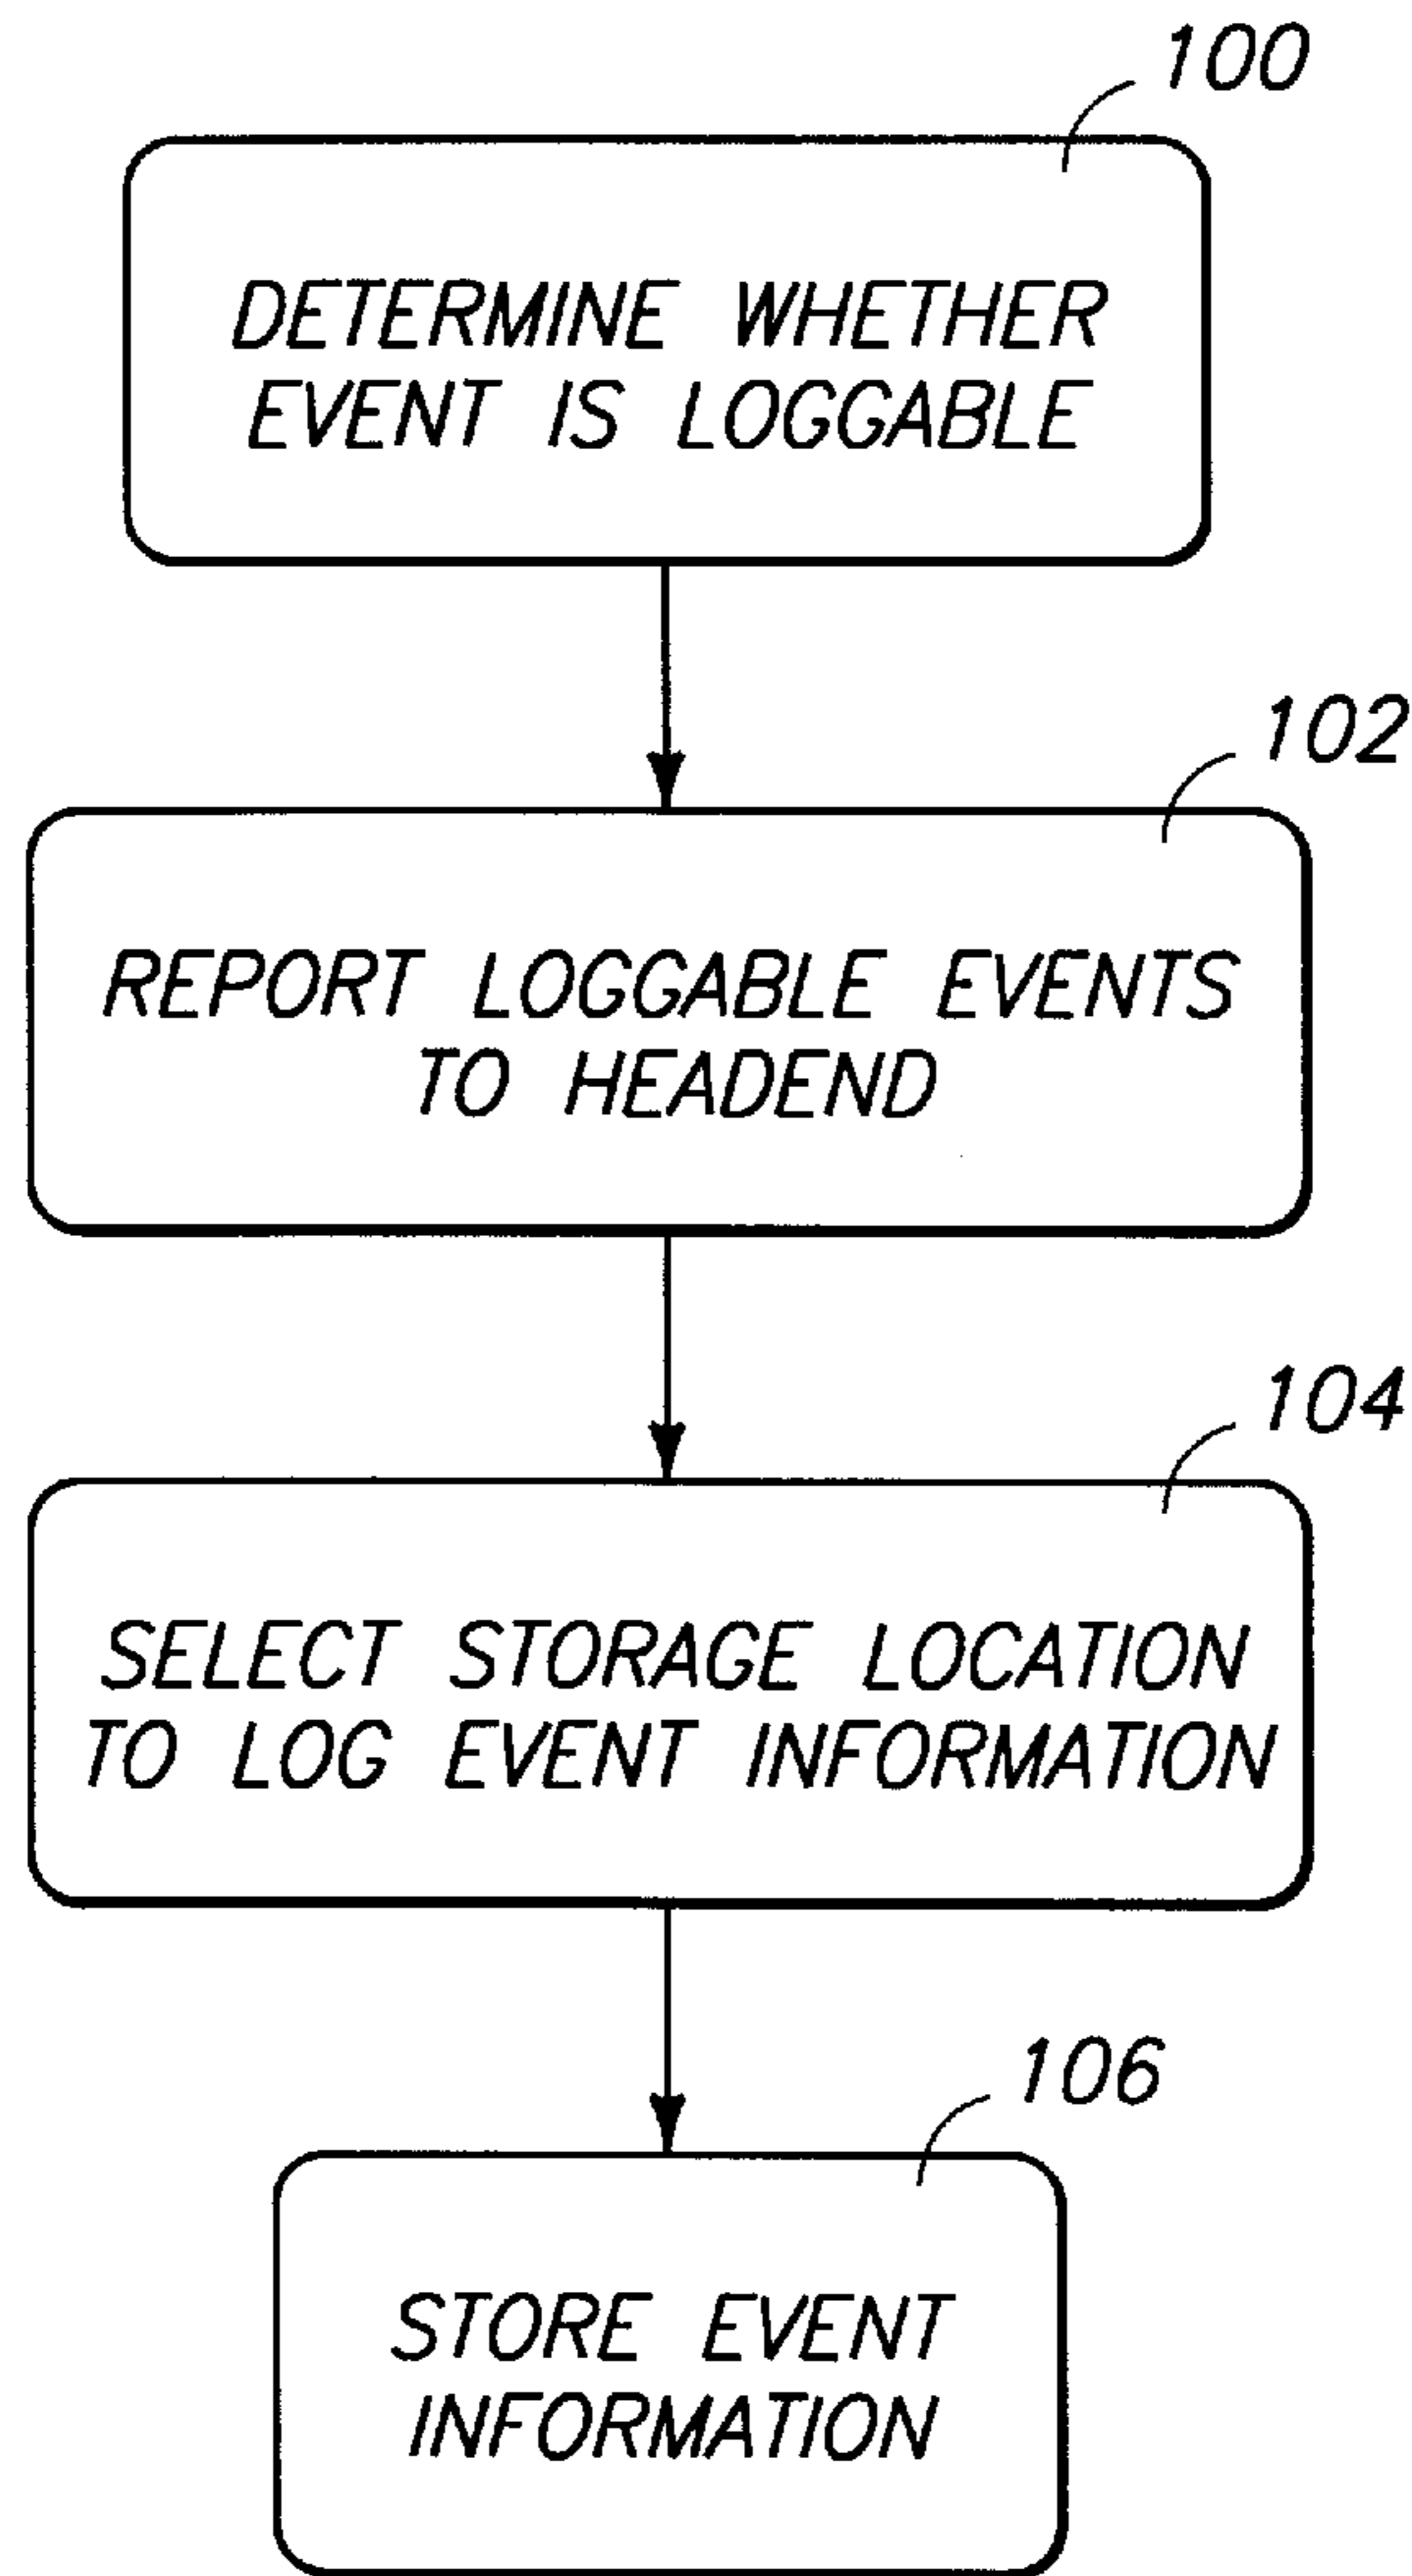 100
DETERMINE WHETHER
EVENT IS LOGGABLE
102
REPORT LOGGABLE EVENTS
TO HEADEND
104
SELECT STORAGE LOCATION
TO LOG EVENT INFORMATION
106
STORE EVENT
INFORMATION